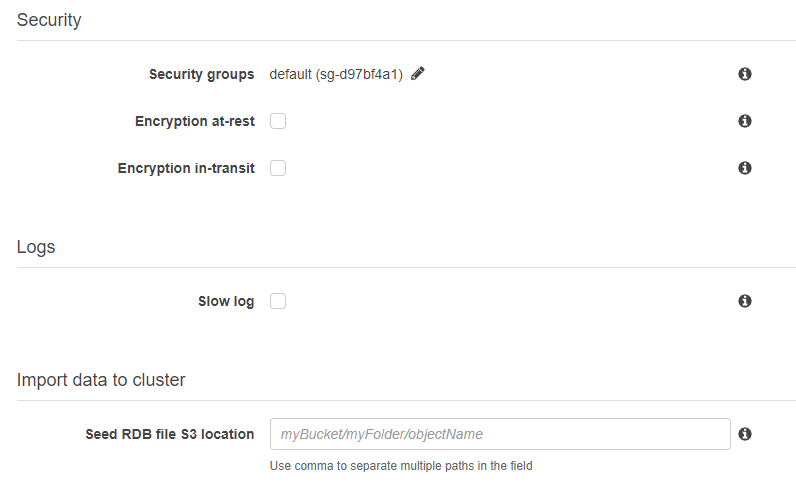 Security
Security groups default (sg-d97bf4a1)
Encryption at-rest
Encryption in-transit
Logs
Slow log
Import data to cluster
Seed RDB file S3 location myBucket/myFolder/objectName
Use comma to separate multiple paths in the field